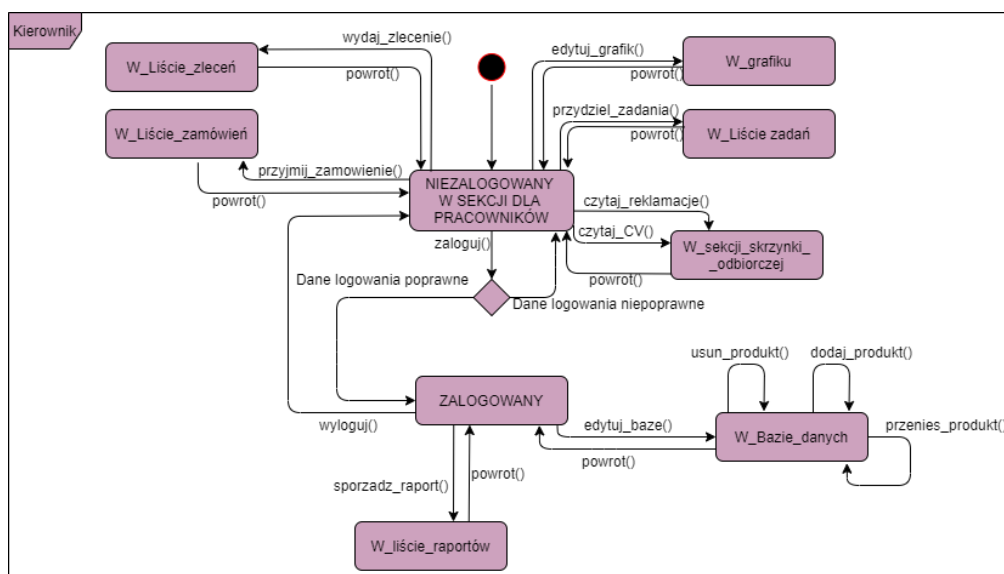 Kierownik
wydaj_zlecenie()
W_Liście_zleceń
powrot()
edytuj_grafik()
W_grafiku
powrot()
W_Liście_zamówień
przydziel_zadania()
powrot()
W_Liście zadań
przyjmij_zamowienie()
powrot()
NIEZALOGOWANY
W SEKCJI DLA
PRACOWNIKÓW
czytaj_reklamacje()
czytaj_CV()
W_sekcji_skrzynki_
_odbiorczej
powrot()
zaloguj()
Dane logowania poprawne
Dane logowania niepoprawne
usun_produkt()
dodaj_produkt()
ZALOGOWANY
wyloguj()
edytuj_baze()
powrot()
W_Bazie_danych
przenies_produkt()
sporzadz_raport()
powrot()
W_liście_raportów